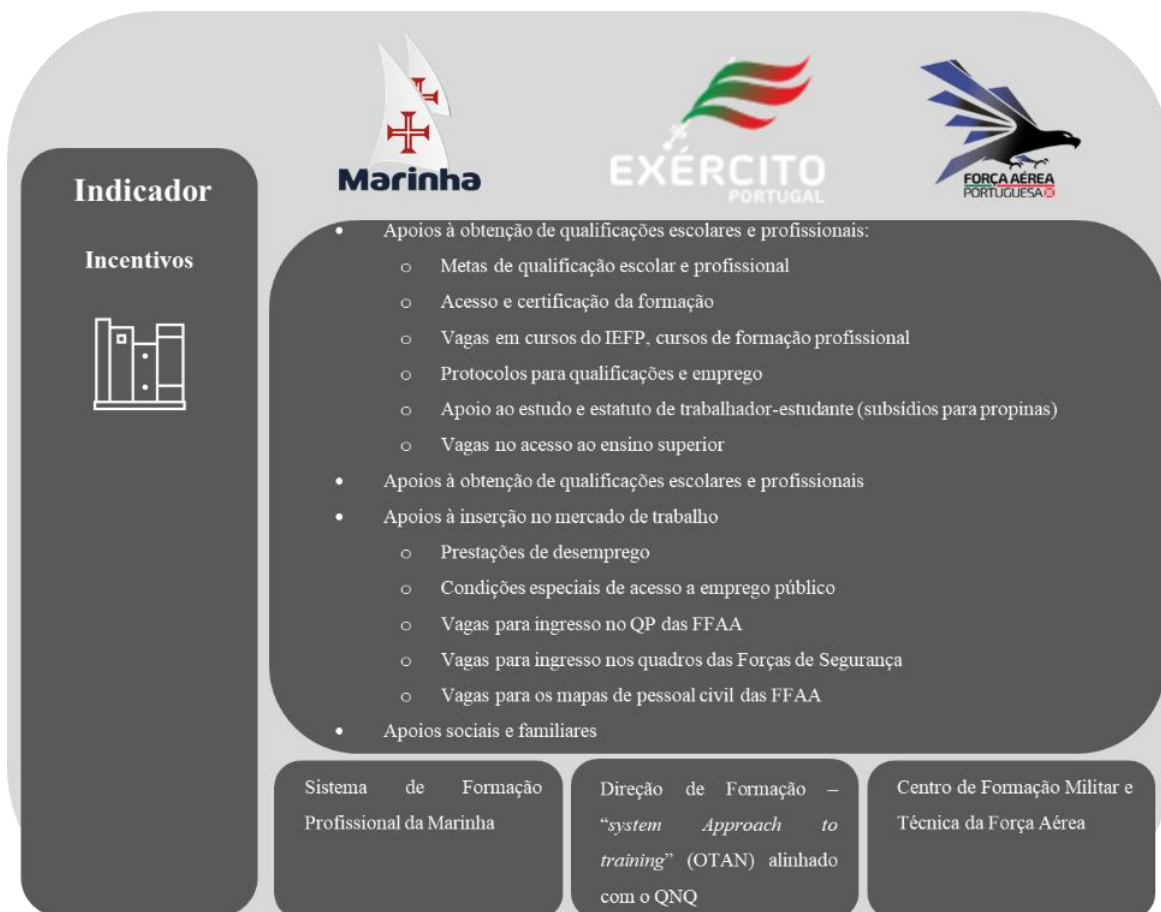 Marinha
EXÉRCITO
PORTUGAL
FORÇA AÉREA
PORTUGUESA
Indicador
Incentivos
• Apoios à obtenção de qualificações escolares e profissionais:
o Metas de qualificação escolar e profissional
o Acesso e certificação da formação
o Vagas em cursos do IEFP, cursos de formação profissional
o Protocolos para qualificações e emprego
o Apoio ao estudo e estatuto de trabalhador-estudante (subsídios para propinas)
o Vagas no acesso ao ensino superior
• Apoios à obtenção de qualificações escolares e profissionais
• Apoios à inserção no mercado de trabalho
o Prestações de desemprego
o Condições especiais de acesso a emprego público
o Vagas para ingresso no QP das FFAA
o Vagas para ingresso nos quadros das Forças de Segurança
o Vagas para os mapas de pessoal civil das FFAA
• Apoios sociais e familiares
Sistema de Formação
Profissional da Marinha
Direção de Formação –
“system Approach to
training” (OTAN) alinhado
com o QNQ
Centro de Formação Militar e
Técnica da Força Aérea